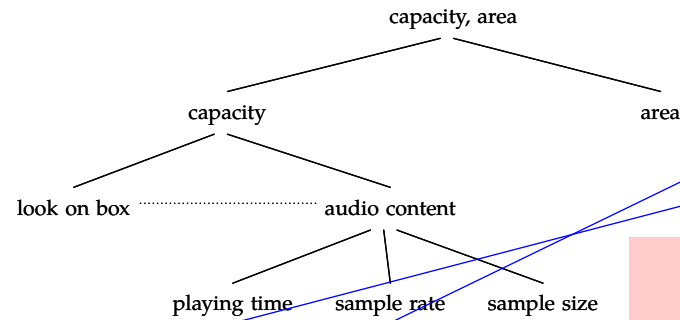 capacity, area
capacity area
look on box audio content
playing time sample rate sample size